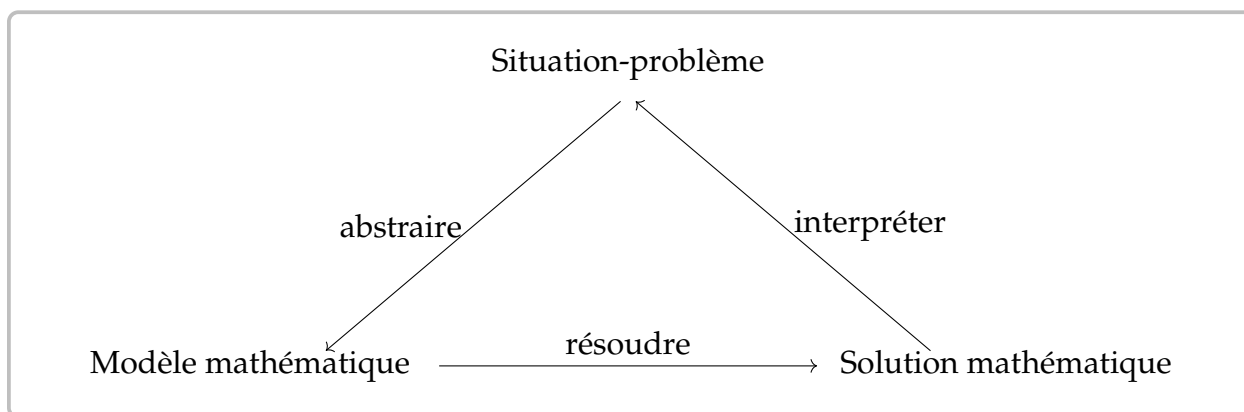 Situation-problème
abstraire
interpréter
résoudre
Modèle mathématique
Solution mathématique